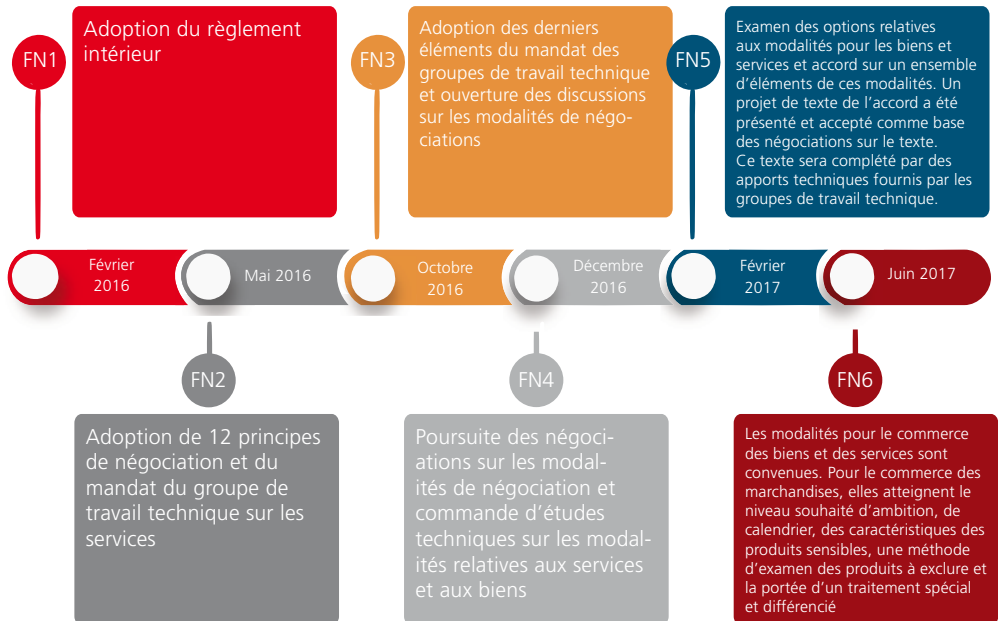 FN1
Adoption du règlement
intérieur
FN3
Adoption des derniers
éléments du mandat des
groupes de travail technique
et ouverture des discussions
sur les modalités de négo-
ciations
FN5
Examen des options relatives
aux modalités pour les biens et
services et accord sur un ensemble
d'éléments de ces modalités. Un
projet de texte de l'accord a été
présenté et accepté comme base
des négociations sur le texte.
Ce texte sera complété par des
apports techniques fournis par les
groupes de travail technique.
Février
2016
Mai 2016
Octobre
2016
Décembre
2016
Février
2017
Juin 2017
FN2
Adoption de 12 principes
de négociation et du
mandat du groupe de
travail technique sur les
services
FN4
Poursuite des négoci-
ations sur les modal-
ités de négociation et
commande d'études
techniques sur les modal-
ités relatives aux services
et aux biens
FN6
Les modalités pour le commerce
des biens et des services sont
convenues. Pour le commerce des
marchandises, elles atteignent le
niveau souhaité d'ambition, de
calendrier, des caractéristiques des
produits sensibles, une méthode
d'examen des produits à exclure et
la portée d'un traitement spécial
et différencié